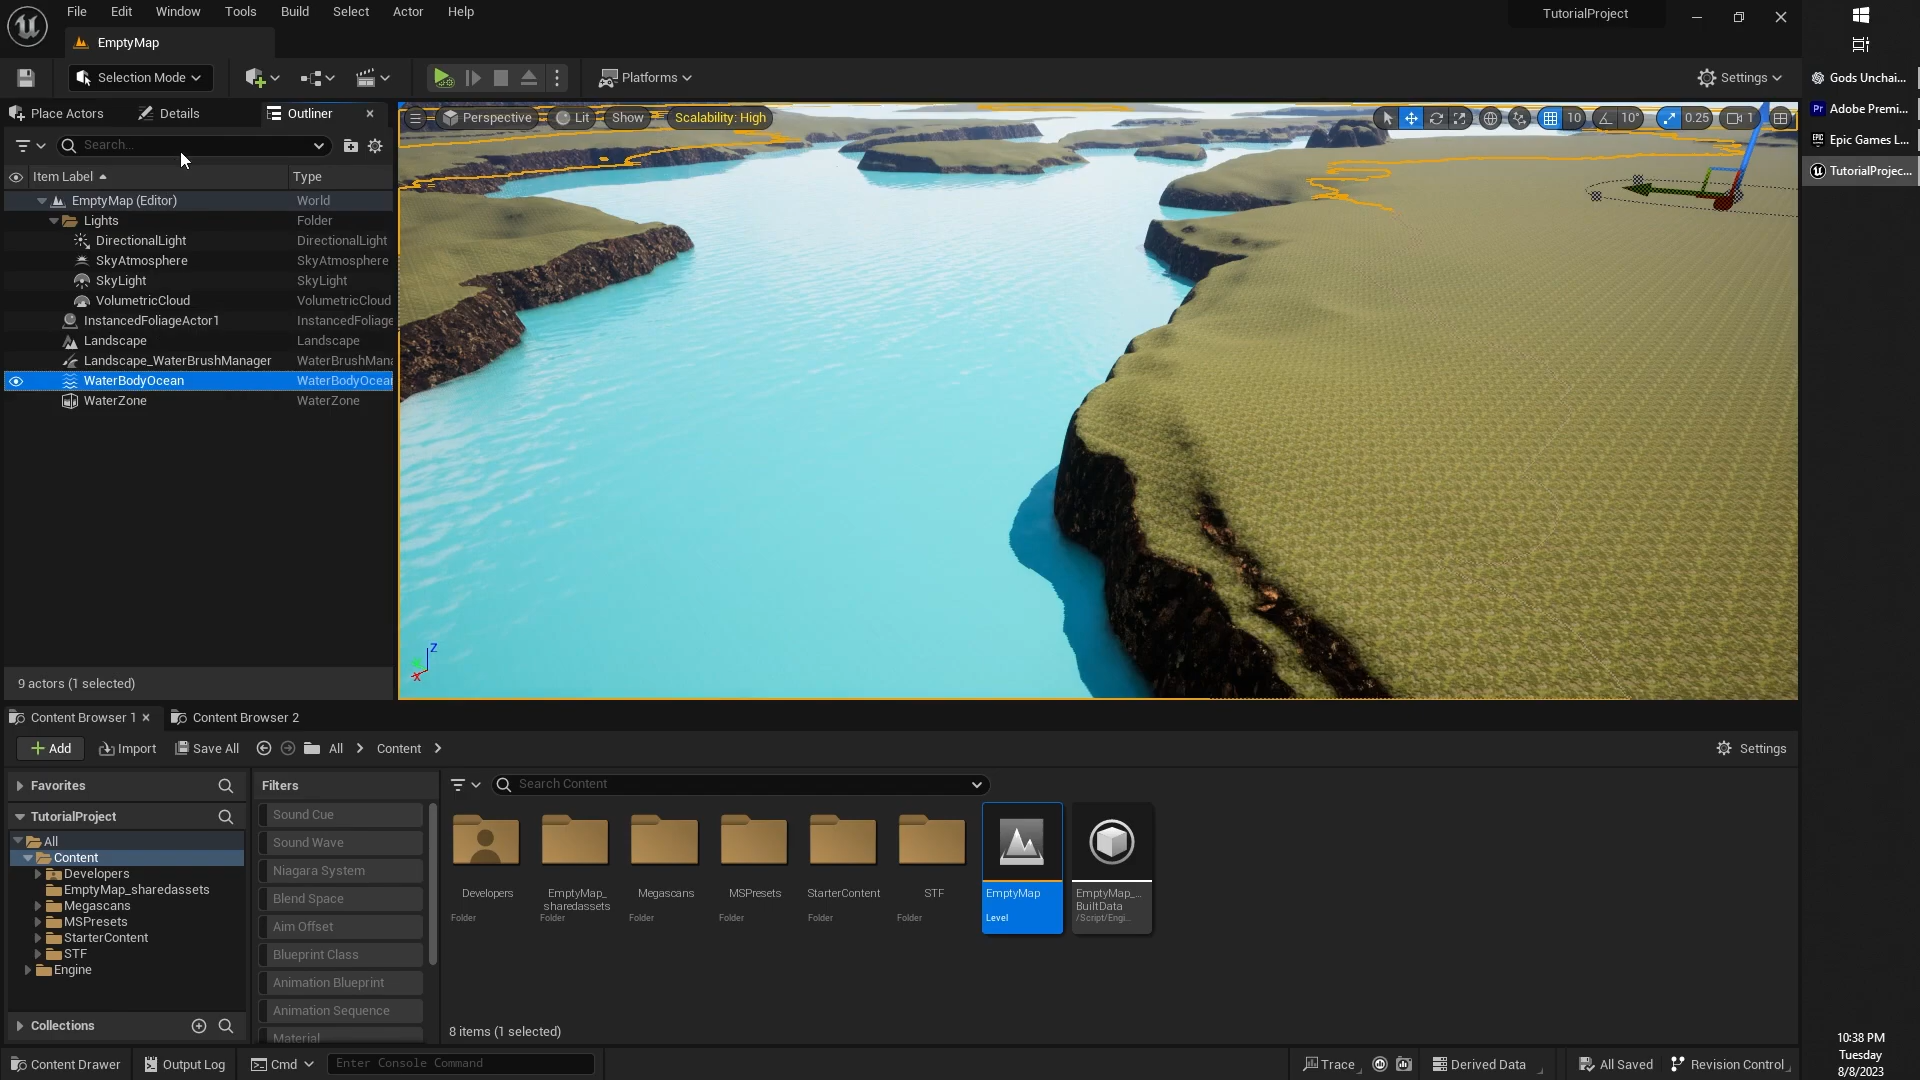 File Edit Window Tools Build Select Actor Help
TutorialProject
EmptyMap
Selection Mode
Platforms
Settings
Place Actors
Details
Outliner
Search...
Item Label
Type
EmptyMap (Editor)
World
Lights
Folder
DirectionalLight
DirectionalLight
SkyAtmosphere
SkyAtmosphere
SkyLight
SkyLight
VolumetricCloud
VolumetricCloud
InstancedFoliageActor1
InstancedFoliage
Landscape
Landscape
Landscape_WaterBrushManager
WaterBrushMana
WaterBodyOcean
WaterBodyOcean
WaterZone
WaterZone
9 actors (1 selected)
Perspective
Lit
Show
Scalability: High
10
10°
0.25
1
Z
X
Gods Unchai...
Pr Adobe Premi...
Epic Games L...
TutorialProjec...
Content Browser 1
Content Browser 2
Add
Import
Save All
All
Content
Settings
Favorites
TutorialProject
All
Content
Developers
EmptyMap_sharedassets
Megascans
MSPresets
StarterContent
STF
Engine
Collections
Filters
Sound Cue
Sound Wave
Niagara System
Blend Space
Aim Offset
Blueprint Class
Animation Blueprint
Animation Sequence
Material
Search Content
Developers
Folder
EmptyMap_
sharedassets
Folder
Megascans
Folder
MSPresets
Folder
StarterContent
Folder
STF
Folder
EmptyMap
Level
EmptyMap_...
BuiltData
/Script/Engi...
8 items (1 selected)
Content Drawer
Output Log
Cmd
Enter Console Command
Trace
Derived Data
All Saved
Revision Control
10:38 PM
Tuesday
8/8/2023